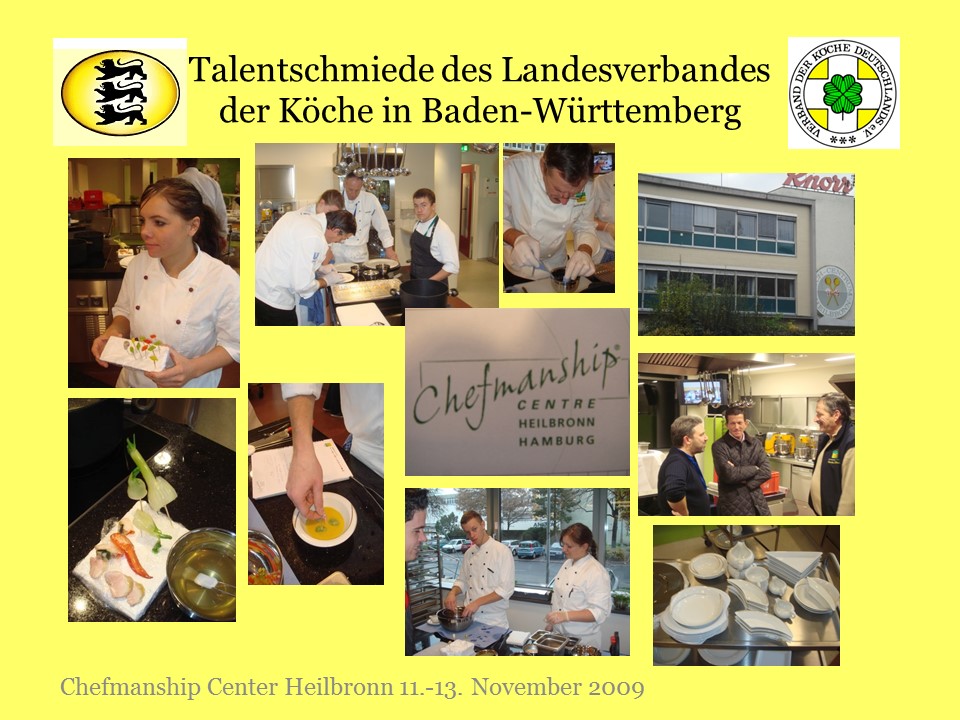 Talentschmiede des Landesverbandes
der Köche in Baden-Württemberg
VERBAND DER KÖCHE DEUTSCHLANDS e.V.
***
Knorr
Chefmanship®
CENTRE
HEILBRONN
HAMBURG
Chefmanship Center Heilbronn 11.-13. November 2009